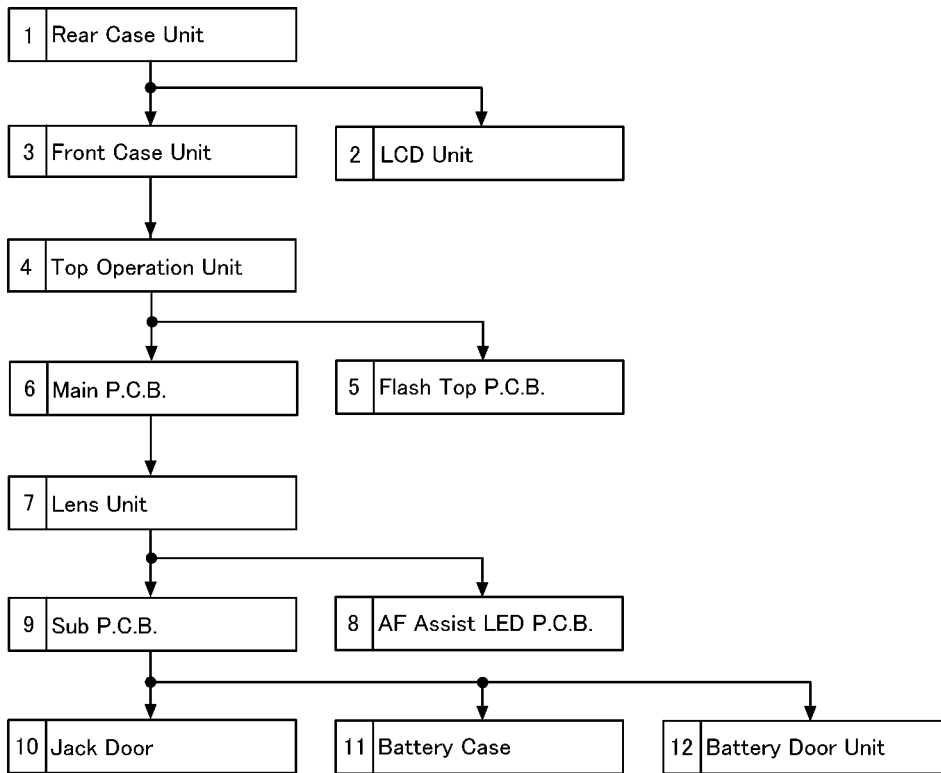 1 Rear Case Unit
3 Front Case Unit
2 LCD Unit
4 Top Operation Unit
6 Main P.C.B.
5 Flash Top P.C.B.
7 Lens Unit
9 Sub P.C.B.
8 AF Assist LED P.C.B.
10 Jack Door
11 Battery Case
12 Battery Door Unit